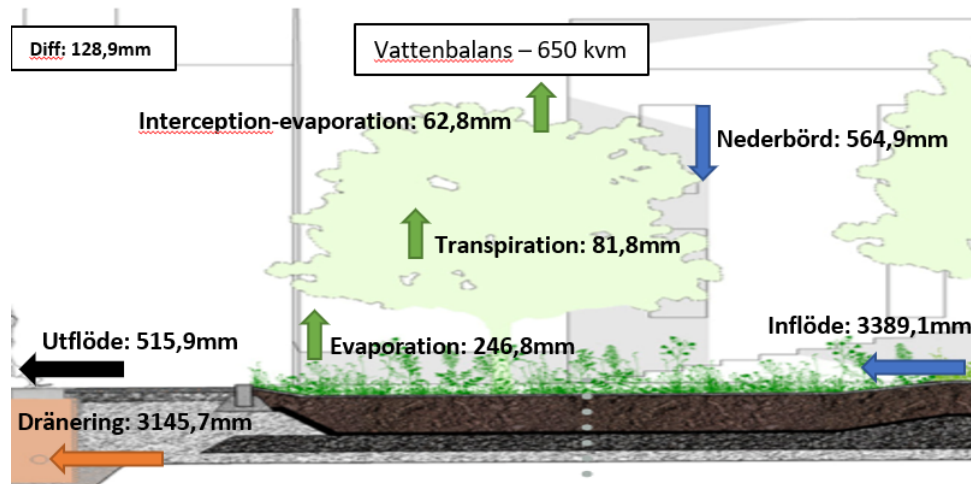 Diff: 128,9mm
Vattenbalans – 650 kvm
Interception-evaporation: 62,8mm
Nederbörd: 564,9mm
Transpiration: 81,8mm
Utflöde: 515,9mm
Evaporation: 246,8mm
Inflöde: 3389,1mm
Dränering: 3145,7mm